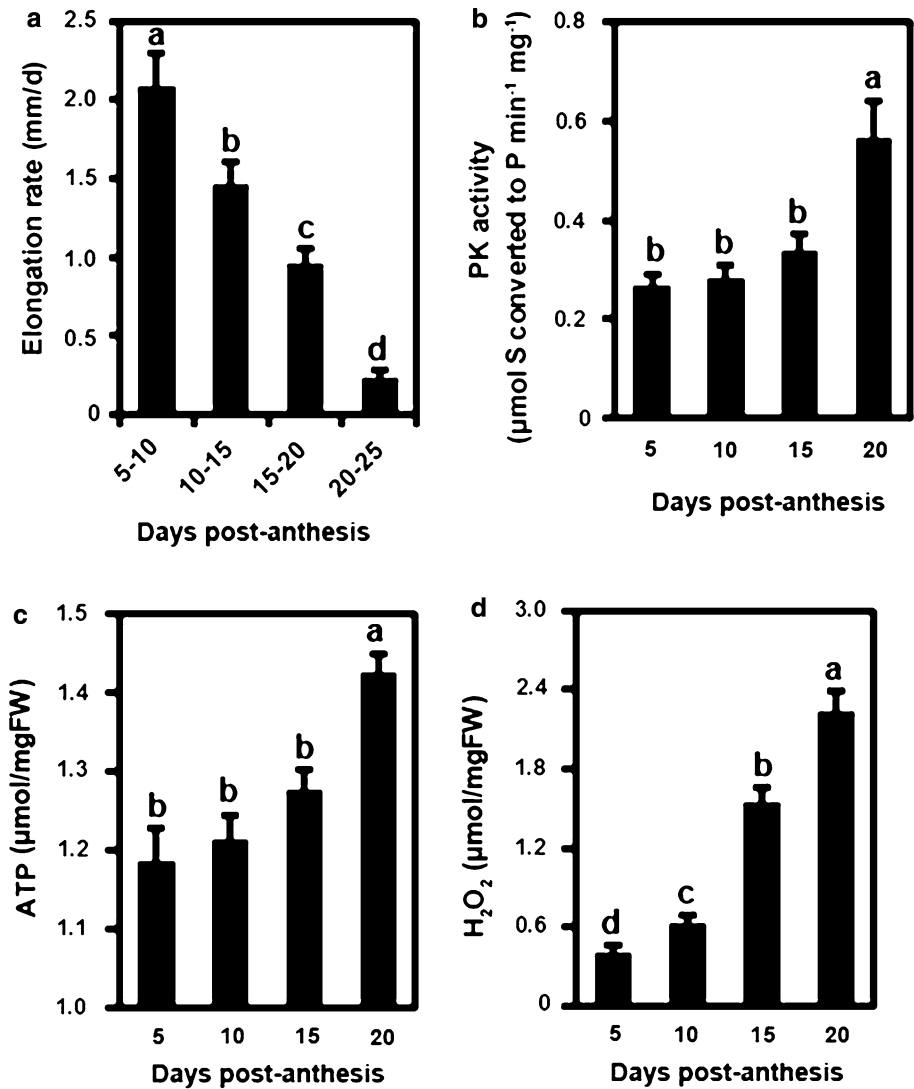 a
2.5
2.0
1.5
1.0
0.5
0
Elongation rate (mm/d)
a
b
c
d
5-10
10-15
15-20
20-25
Days post-anthesis
b
0.8
0.6
0.4
0.2
0
PK activity
(μmol S converted to P min⁻¹ mg⁻¹)
b
b
b
a
5 10 15 20
Days post-anthesis
c
1.5
1.4
1.3
1.2
1.1
1.0
ATP (μmol/mgFW)
b
b
b
a
5 10 15 20
Days post-anthesis
d
3.0
2.4
1.8
1.2
0.6
0
H₂O₂ (μmol/mgFW)
d
c
b
a
5 10 15 20
Days post-anthesis